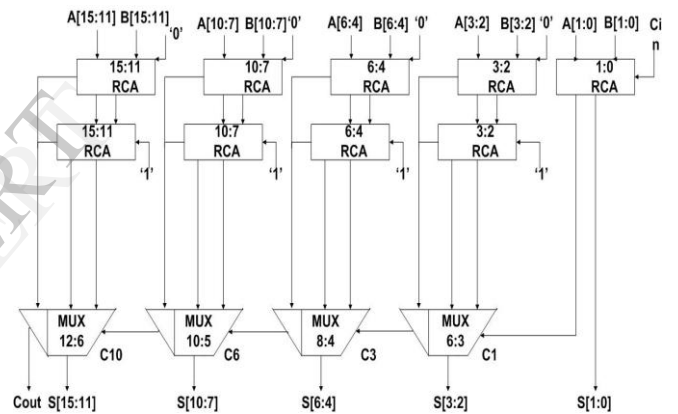 A[15:11] B[15:11] '0' A[10:7] B[10:7] '0' A[6:4] B[6:4] '0' A[3:2] B[3:2] '0' A[1:0] B[1:0] Ci
n
15:11 10:7 6:4 3:2 1:0
RCA RCA RCA RCA RCA
15:11 10:7 6:4 3:2
RCA RCA RCA RCA
'1' '1' '1' '1'
MUX MUX MUX MUX
12:6 10:5 8:4 6:3
C10 C6 C3 C1
Cout S[15:11] S[10:7] S[6:4] S[3:2] S[1:0]